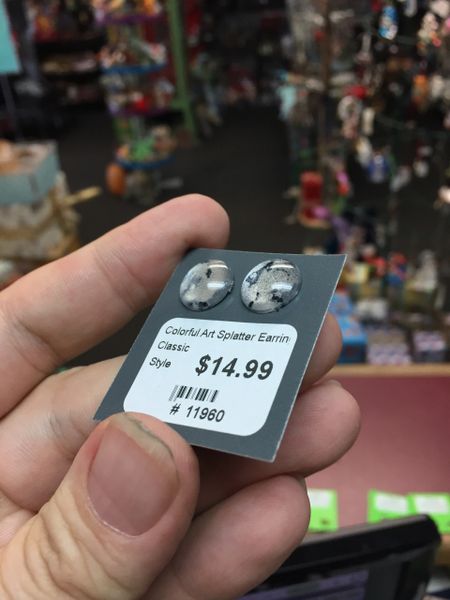 Colorful Art Splatter Earrin
Classic
Style $14.99
# 11960